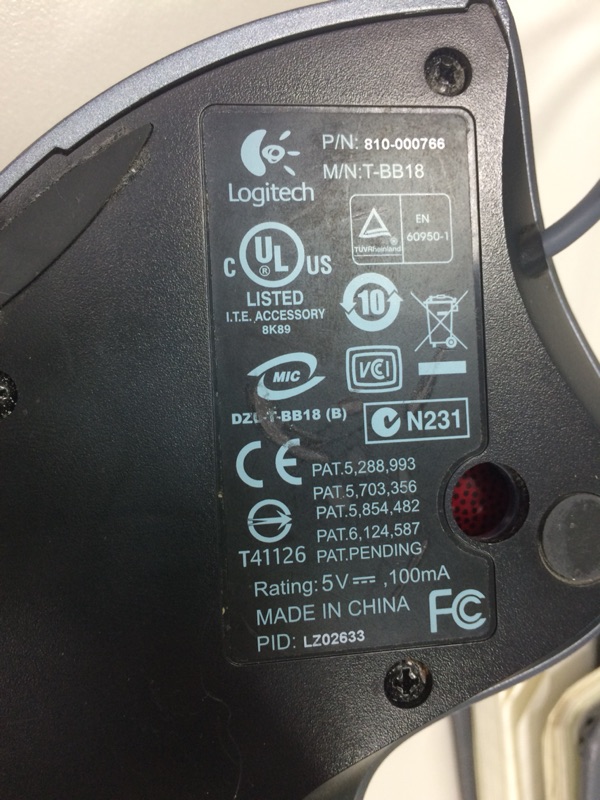 P/N: 810-000766
M/N:T-BB18
Logitech
TÜVRheinland
EN
60950-1
C UL US
®
LISTED
I.T.E. ACCESSORY
8K89
10
MIC
VCI
-BB18 (B)
N231
CE
PAT.5,288,993
PAT.5,703,356
PAT.5,854,482
PAT.6,124,587
PAT.PENDING
T41126
Rating: 5V⎓ ,100mA
MADE IN CHINA
FC
PID: LZ02633